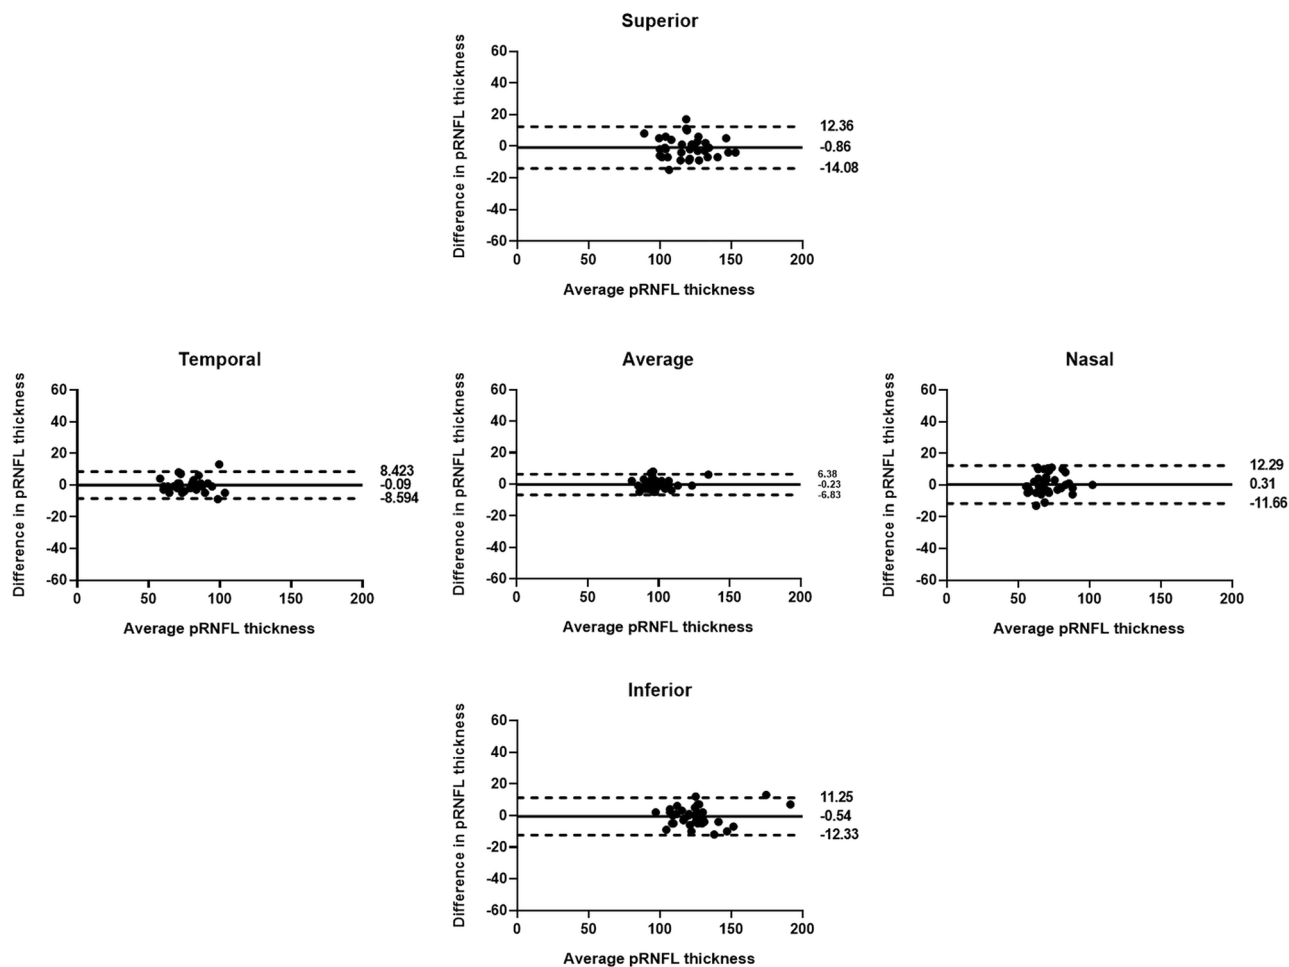 Superior
Difference in pRNFL thickness
60
40
20
0
-20
-40
-60
0 50 100 150 200
Average pRNFL thickness
12.36
-0.86
-14.08
Temporal
Difference in pRNFL thickness
60
40
20
0
-20
-40
-60
0 50 100 150 200
Average pRNFL thickness
8.423
-0.09
-8.594
Average
Difference in pRNFL thickness
60
40
20
0
-20
-40
-60
0 50 100 150 200
Average pRNFL thickness
6.38
-0.23
-6.83
Nasal
Difference in pRNFL thickness
60
40
20
0
-20
-40
-60
0 50 100 150 200
Average pRNFL thickness
12.29
0.31
-11.66
Inferior
Difference in pRNFL thickness
60
40
20
0
-20
-40
-60
0 50 100 150 200
Average pRNFL thickness
11.25
-0.54
-12.33